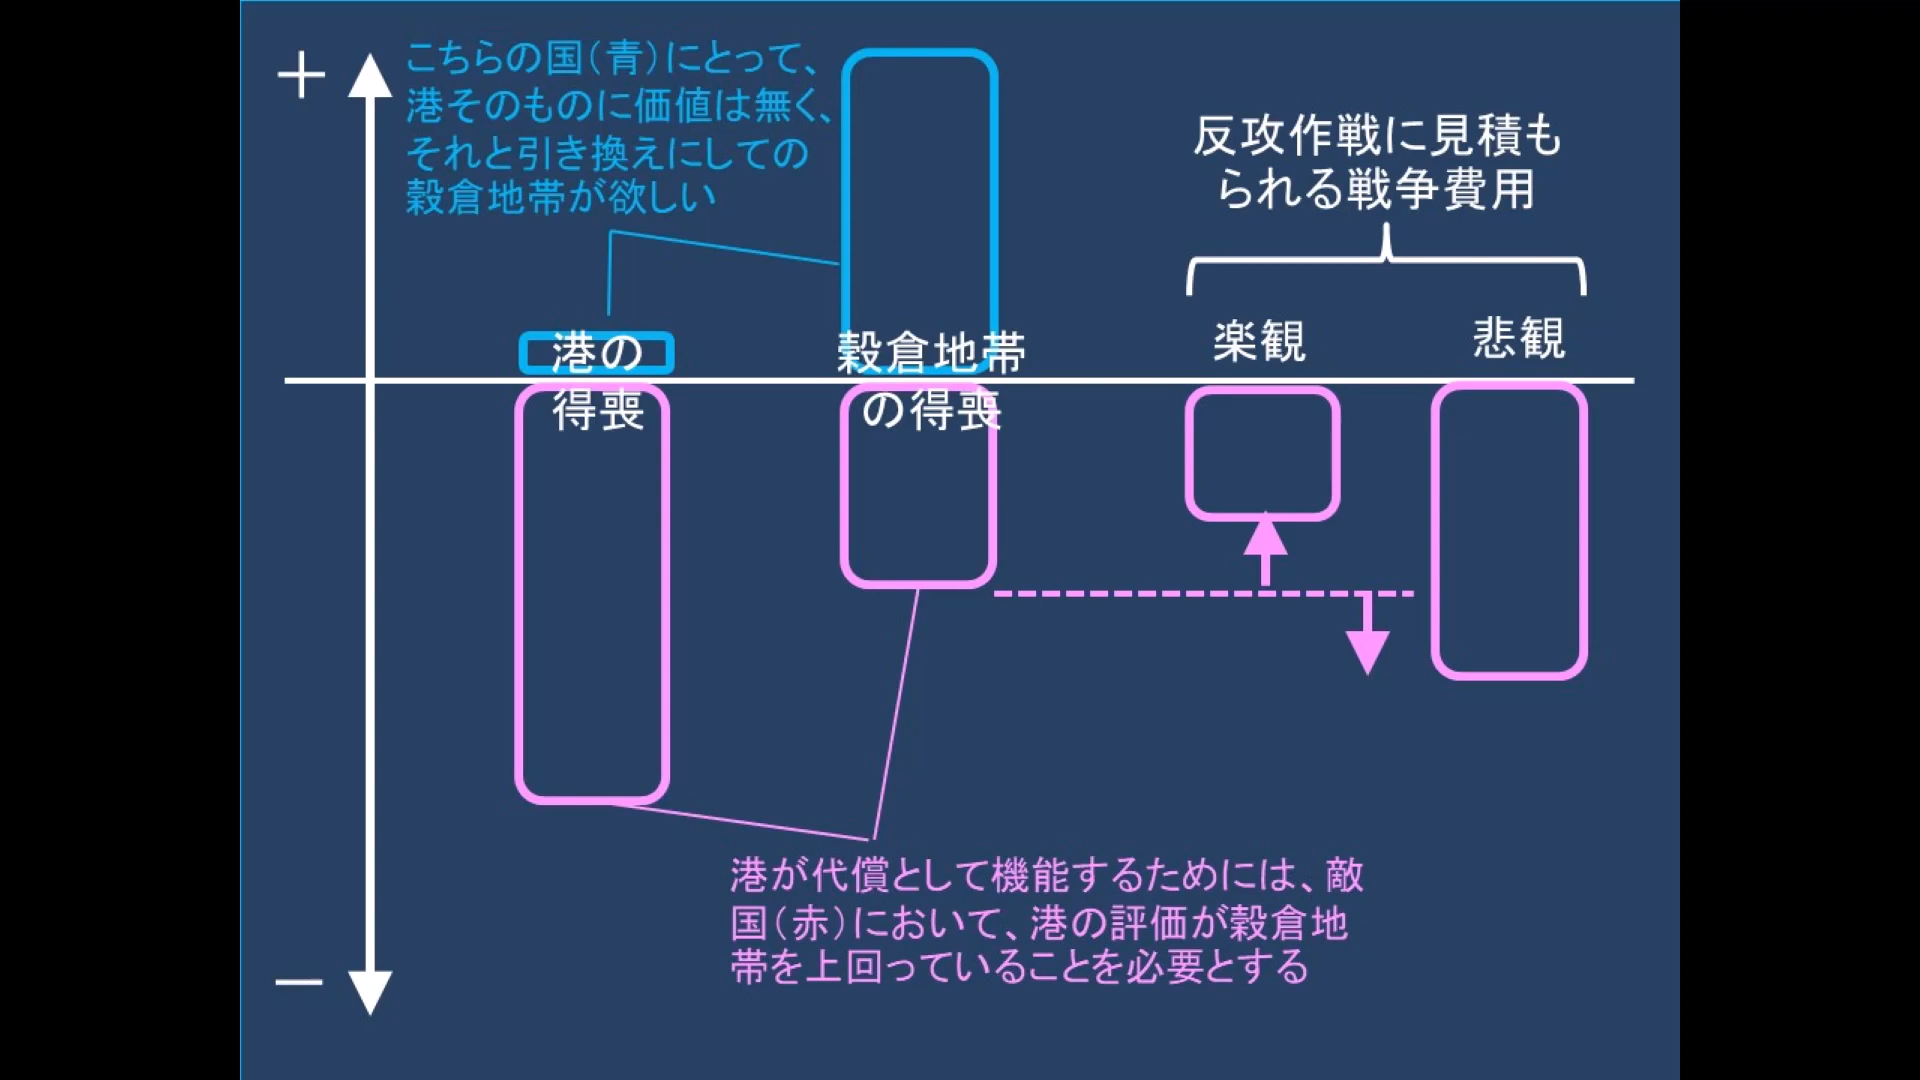 ＋
こちらの国（青）にとって、
港そのものに価値は無く、
それと引き換えにしての
穀倉地帯が欲しい
反攻作戦に見積も
られる戦争費用
楽観
悲観
港の
得喪
穀倉地帯
の得喪
港が代償として機能するためには、敵
国（赤）において、港の評価が穀倉地
帯を上回っていることを必要とする
－